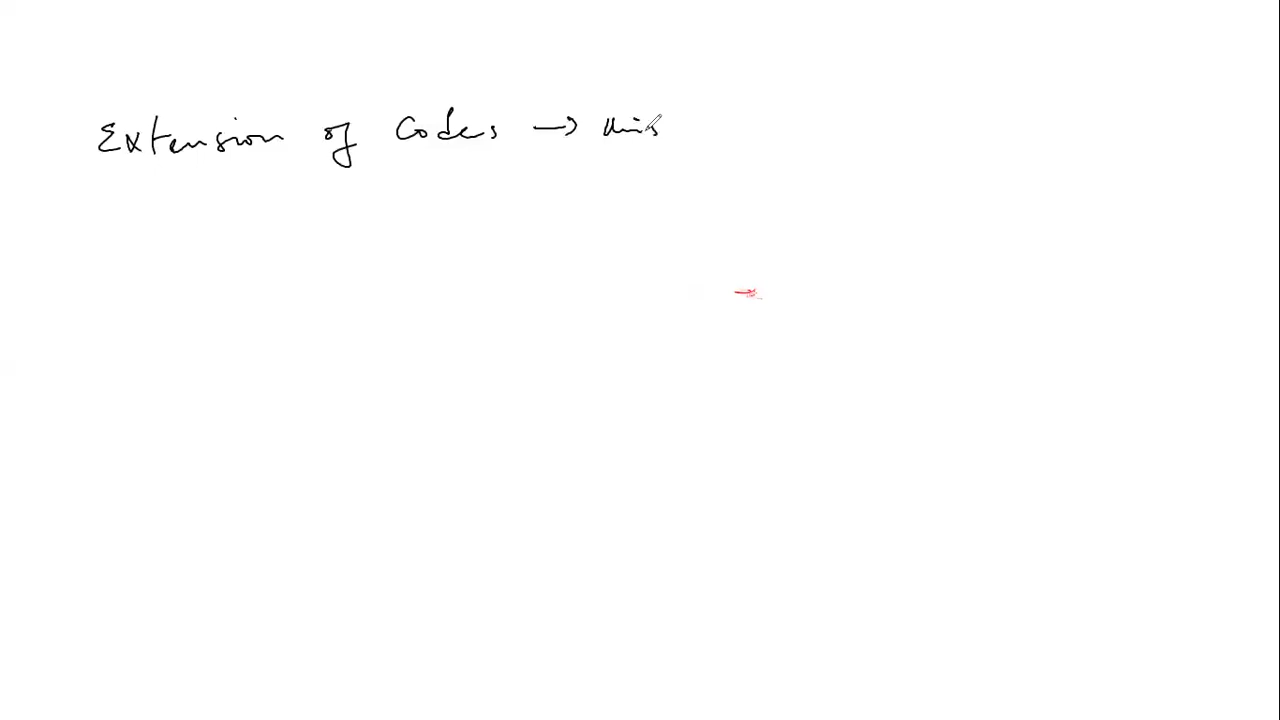 Extension of Codes →